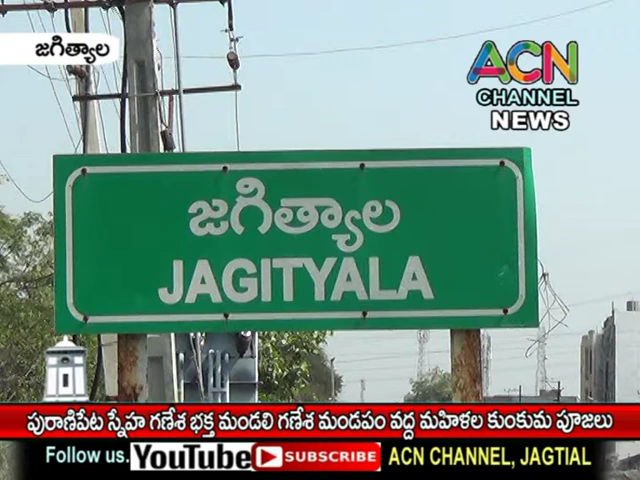 జగిత్యాల
ACN
CHANNEL
NEWS
జగిత్యాల
JAGITYALA
పురాణిపేట స్నేహ గణేశ భక్త మండలి గణేశ మండపం వద్ద మహిళల కుంకుమ పూజలు
Follow us. YouTube SUBSCRIBE ACN CHANNEL, JAGTIAL